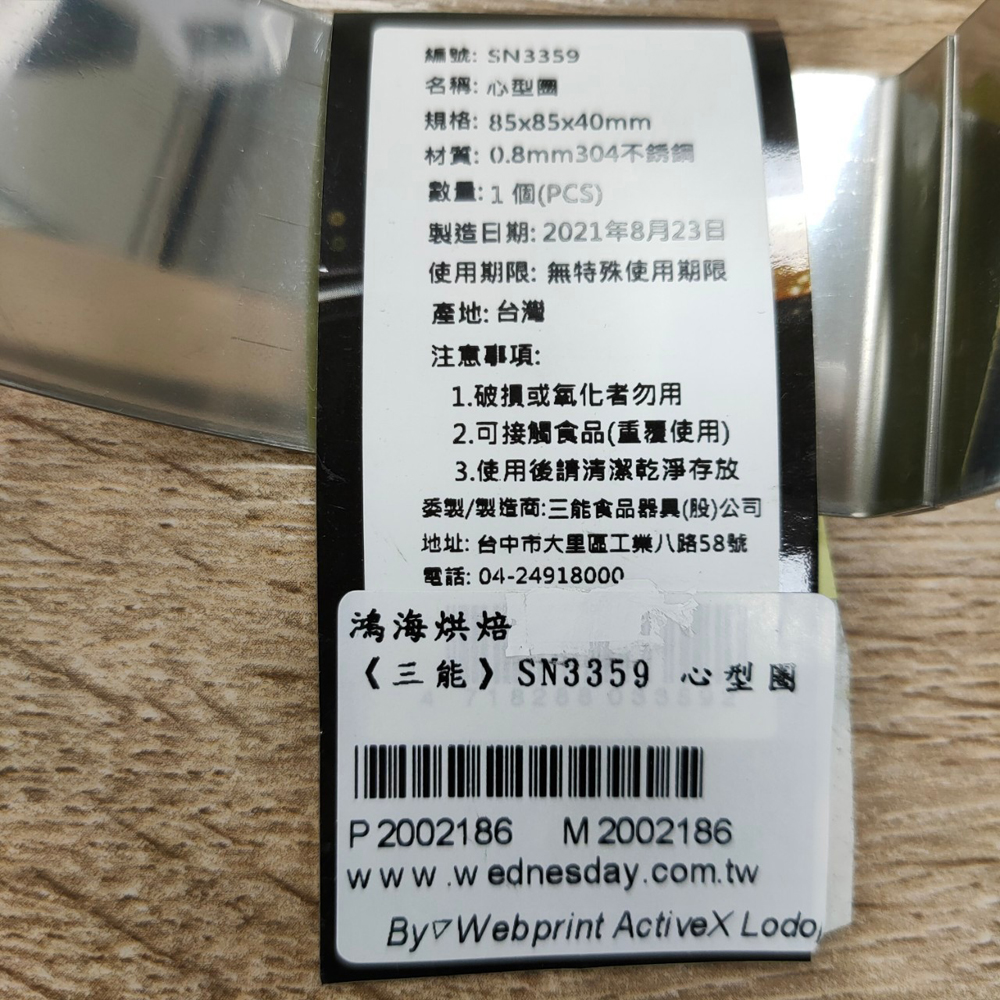 編號: SN3359
名稱: 心型圈
規格: 85x85x40mm
材質: 0.8mm304不銹鋼
數量: 1 個(PCS)
製造日期: 2021年8月23日
使用期限: 無特殊使用期限
產地: 台灣
注意事項:
1.破損或氧化者勿用
2.可接觸食品(重覆使用)
3.使用後請清潔乾淨存放
委製/製造商:三能食品器具(股)公司
地址: 台中市大里區工業八路58號
電話: 04-24918000
鴻海烘焙
《三能》SN3359 心型圈
P 2002186 M 2002186
www.wednesday.com.tw
By▽Webprint ActiveX Lodo